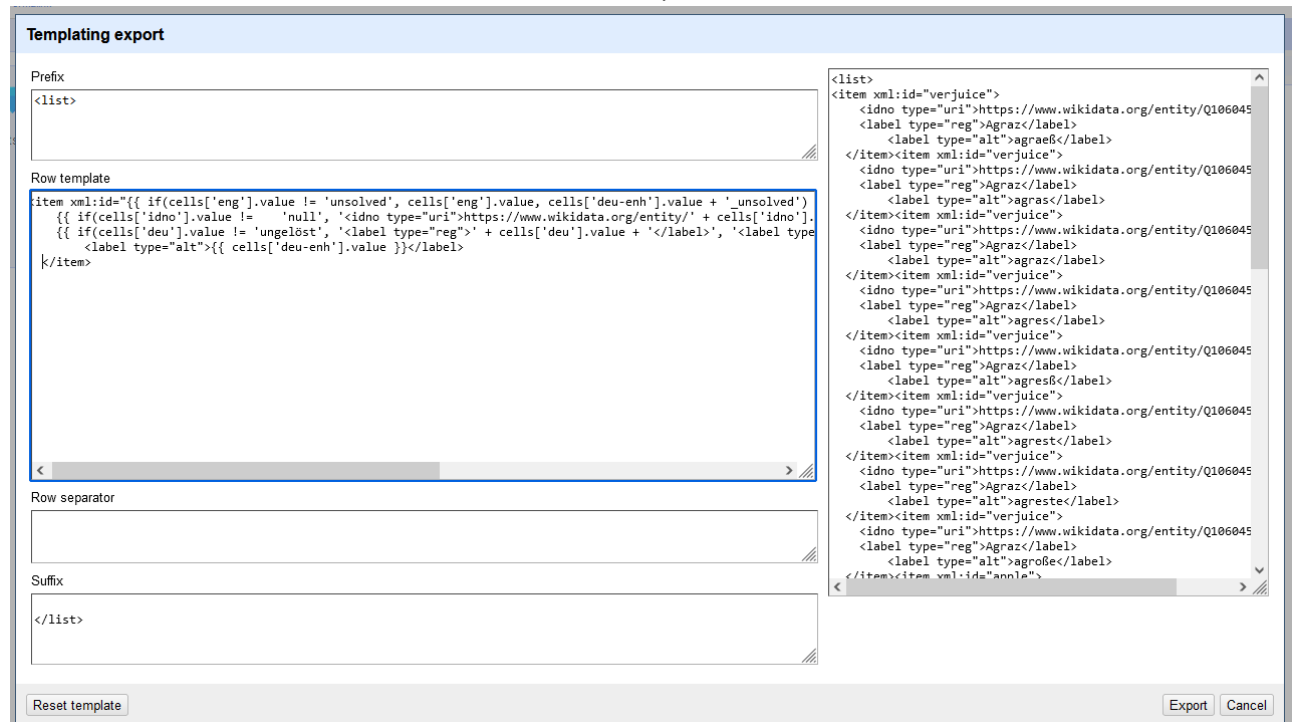 Templating export
Prefix
<list>
Row template
item xml:id="{{ if(cells['eng'].value != 'unsolved', cells['eng'].value, cells['deu-enh'].value + '_unsolved')
{{ if(cells['idno'].value !=    'null', '<idno type="uri">https://www.wikidata.org/entity/' + cells['idno'].
{{ if(cells['deu'].value != 'ungelöst', '<label type="reg">' + cells['deu'].value + '</label>', '<label type
<label type="alt">{{ cells['deu-enh'].value }}</label>
</item>
Row separator
Suffix
</list>
<list>
<item xml:id="verjuice">
<idno type="uri">https://www.wikidata.org/entity/Q106045
<label type="reg">Agraz</label>
<label type="alt">agraeß</label>
</item><item xml:id="verjuice">
<idno type="uri">https://www.wikidata.org/entity/Q106045
<label type="reg">Agraz</label>
<label type="alt">agras</label>
</item><item xml:id="verjuice">
<idno type="uri">https://www.wikidata.org/entity/Q106045
<label type="reg">Agraz</label>
<label type="alt">agraz</label>
</item><item xml:id="verjuice">
<idno type="uri">https://www.wikidata.org/entity/Q106045
<label type="reg">Agraz</label>
<label type="alt">agres</label>
</item><item xml:id="verjuice">
<idno type="uri">https://www.wikidata.org/entity/Q106045
<label type="reg">Agraz</label>
<label type="alt">agresß</label>
</item><item xml:id="verjuice">
<idno type="uri">https://www.wikidata.org/entity/Q106045
<label type="reg">Agraz</label>
<label type="alt">agrest</label>
</item><item xml:id="verjuice">
<idno type="uri">https://www.wikidata.org/entity/Q106045
<label type="reg">Agraz</label>
<label type="alt">agreste</label>
</item><item xml:id="verjuice">
<idno type="uri">https://www.wikidata.org/entity/Q106045
<label type="reg">Agraz</label>
<label type="alt">agroße</label>
</item><item xml:id="apple">
Reset template
Export
Cancel